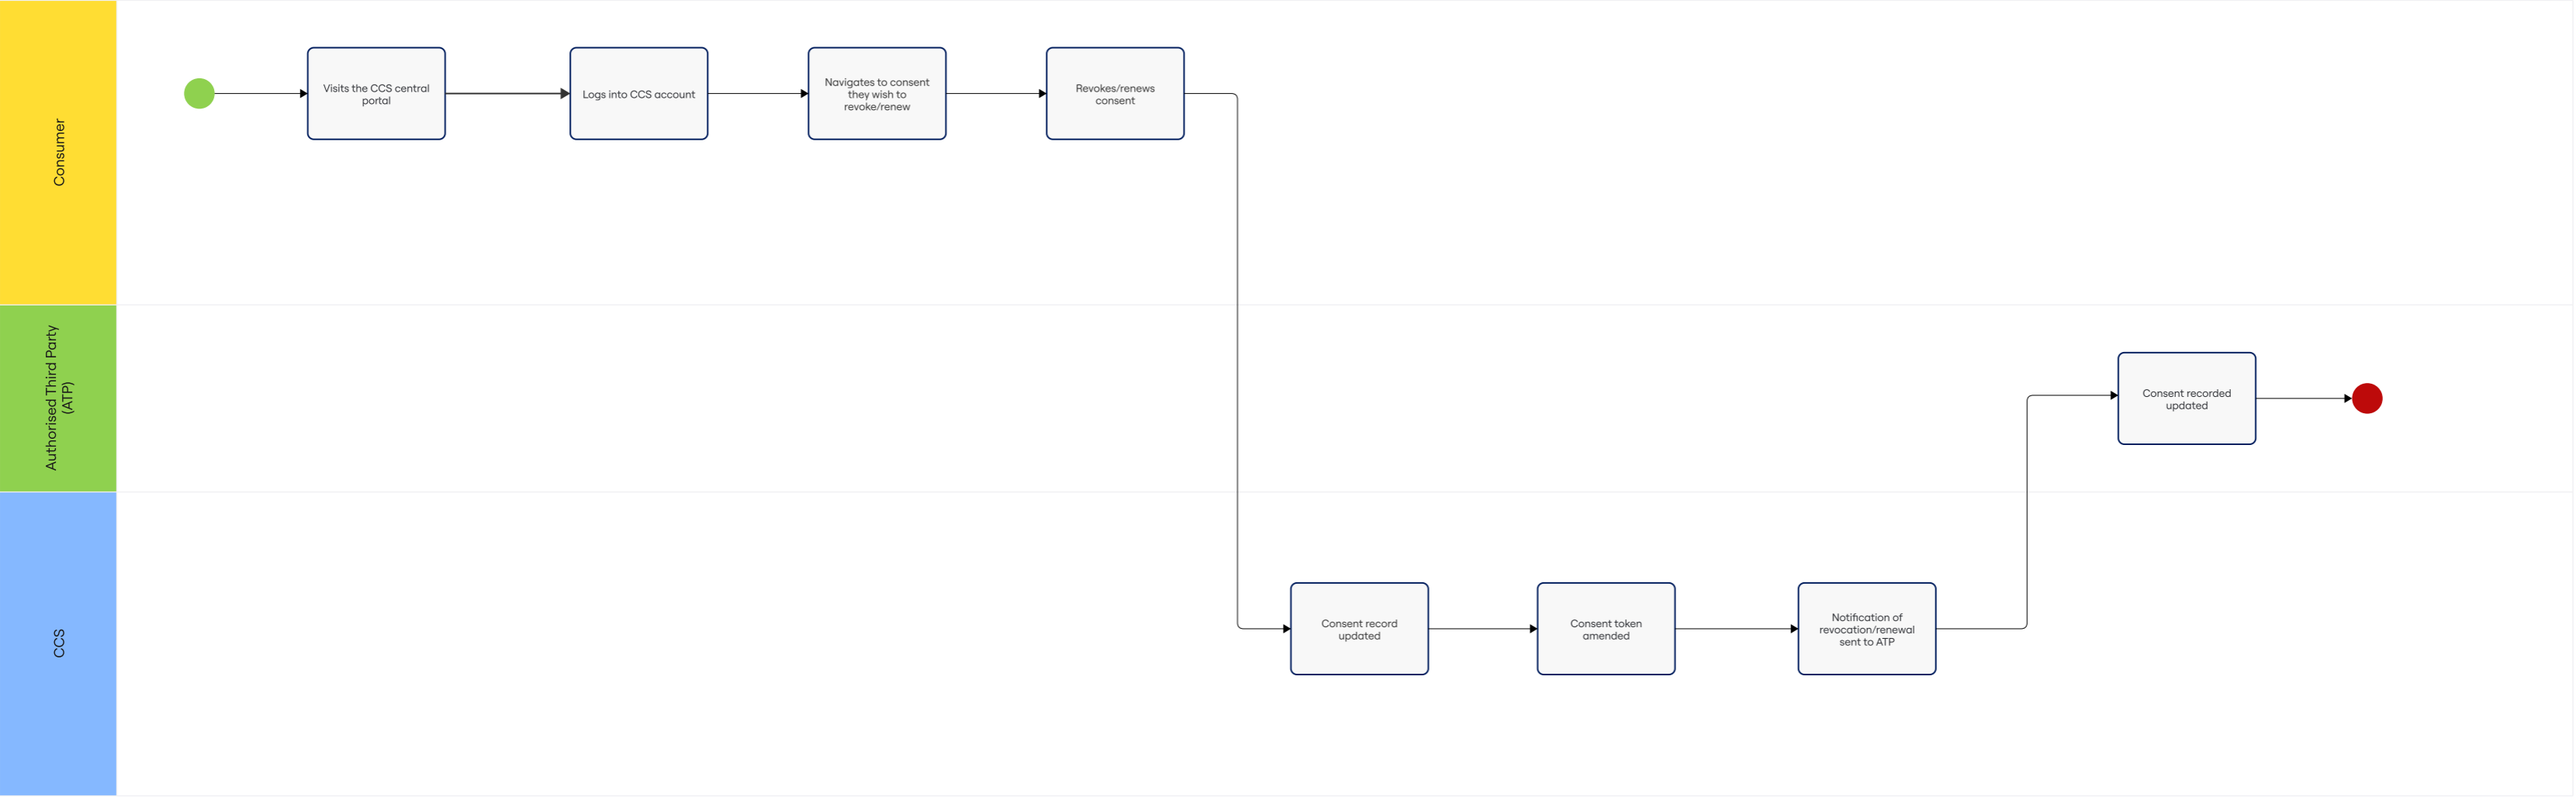 Consumer
Visits the CCS central
portal
Logs into CCS account
Navigates to consent
they wish to
revoke/renew
Revokes/renews
consent
Authorised Third Party
(ATP)
Consent recorded
updated
CCS
Consent record
updated
Consent token
amended
Notification of
revocation/renewal
sent to ATP